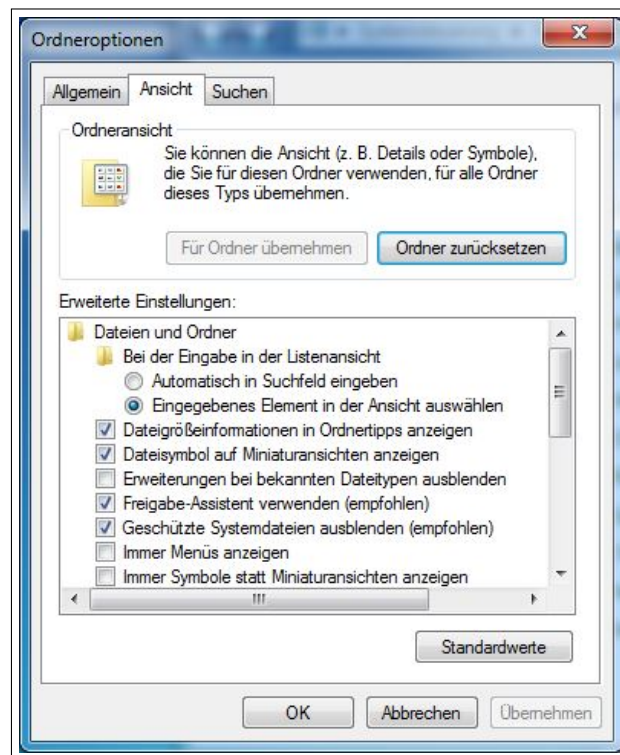 Ordneroptionen
Allgemein Ansicht Suchen
Ordneransicht
Sie können die Ansicht (z. B. Details oder Symbole),
die Sie für diesen Ordner verwenden, für alle Ordner
dieses Typs übernehmen.
Für Ordner übernehmen Ordner zurücksetzen
Erweiterte Einstellungen:
Dateien und Ordner
Bei der Eingabe in der Listenansicht
Automatisch in Suchfeld eingeben
Eingegebenes Element in der Ansicht auswählen
Dateigrößeinformationen in Ordnertipps anzeigen
Dateisymbol auf Miniaturansichten anzeigen
Erweiterungen bei bekannten Dateitypen ausblenden
Freigabe-Assistent verwenden (empfohlen)
Geschützte Systemdateien ausblenden (empfohlen)
Immer Menüs anzeigen
Immer Symbole statt Miniaturansichten anzeigen
Standardwerte
OK Abbrechen Übernehmen